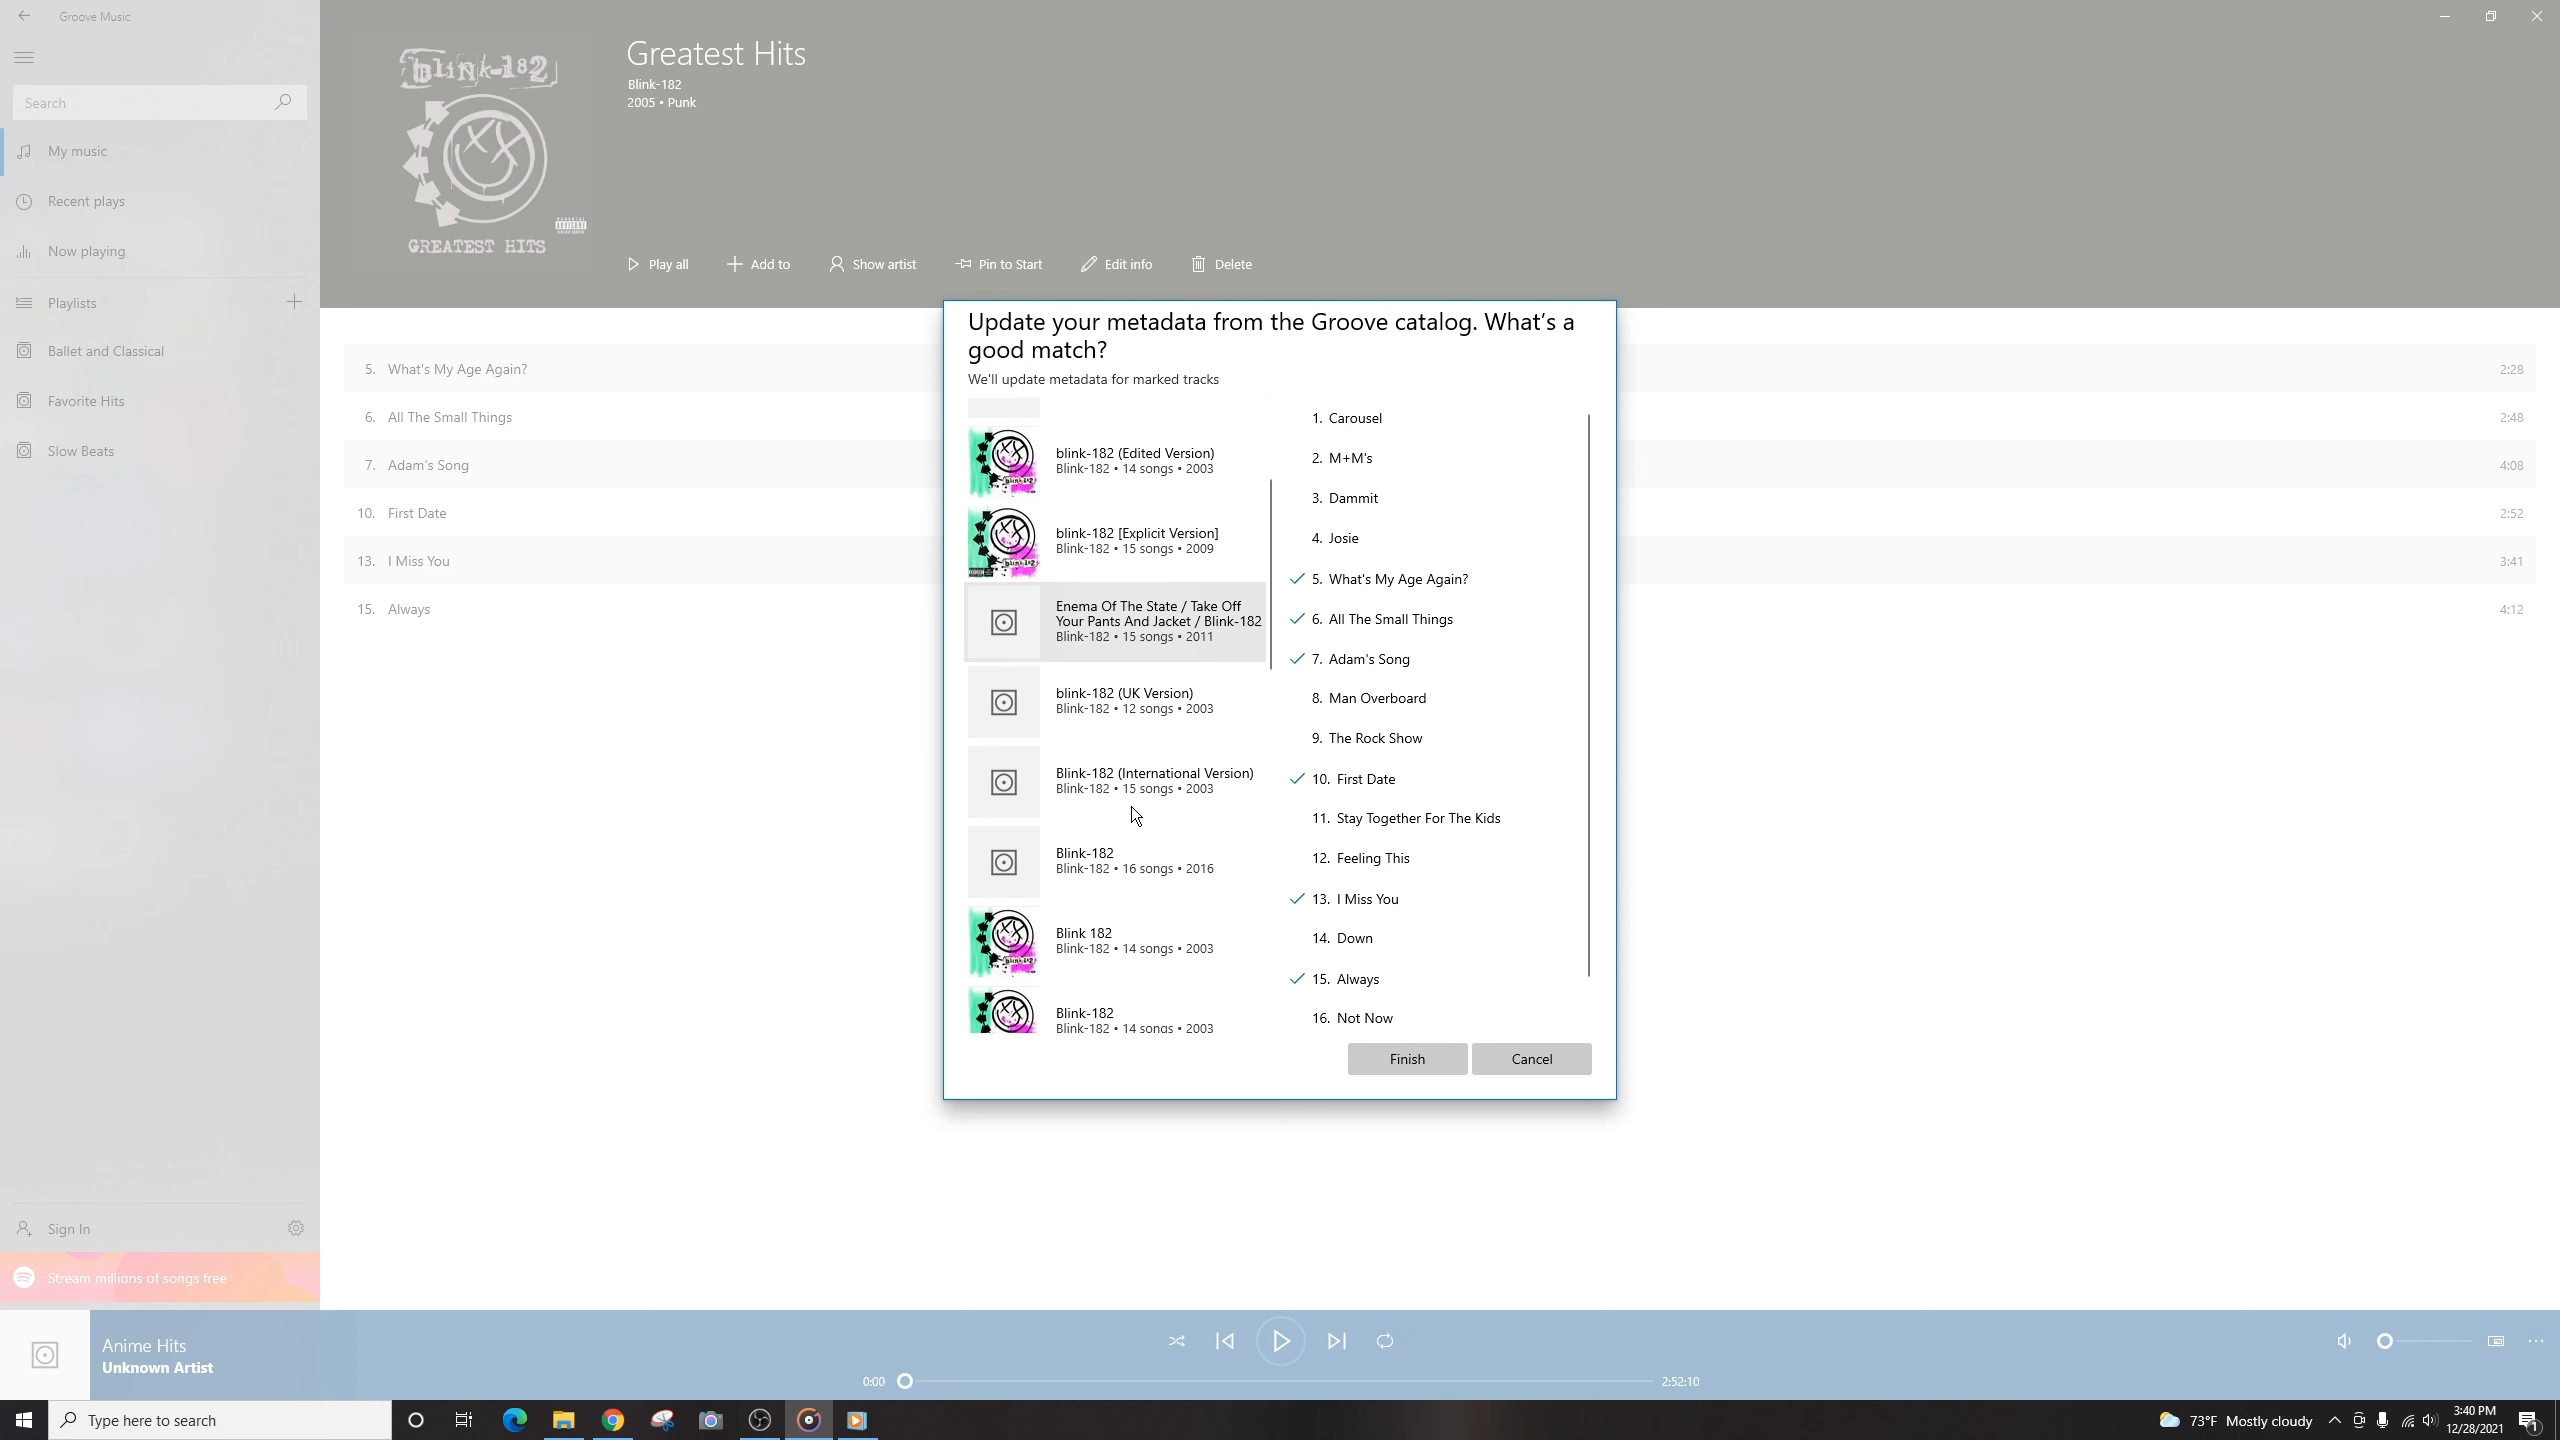 Groove Music
Search
My music
Recent plays
Now playing
Playlists
Ballet and Classical
Favorite Hits
Slow Beats
Sign In
Stream millions of songs free
blink-182
GREATEST HITS
Greatest Hits
Blink-182
2005 • Punk
Play all
Add to
Show artist
Pin to Start
Edit info
Delete
5. What's My Age Again? 2:28
6. All The Small Things 2:48
7. Adam's Song 4:08
10. First Date 2:52
13. I Miss You 3:41
15. Always 4:12
Update your metadata from the Groove catalog. What's a
good match?
We'll update metadata for marked tracks
blink-182 (Edited Version)
Blink-182 • 14 songs • 2003
blink-182 [Explicit Version]
Blink-182 • 15 songs • 2009
Enema Of The State / Take Off
Your Pants And Jacket / Blink-182
Blink-182 • 15 songs • 2011
blink-182 (UK Version)
Blink-182 • 12 songs • 2003
Blink-182 (International Version)
Blink-182 • 15 songs • 2003
Blink-182
Blink-182 • 16 songs • 2016
Blink 182
Blink-182 • 14 songs • 2003
Blink-182
Blink-182 • 14 songs • 2003
1. Carousel
2. M+M's
3. Dammit
4. Josie
5. What's My Age Again?
6. All The Small Things
7. Adam's Song
8. Man Overboard
9. The Rock Show
10. First Date
11. Stay Together For The Kids
12. Feeling This
13. I Miss You
14. Down
15. Always
16. Not Now
Finish
Cancel
Anime Hits
Unknown Artist
0:00
2:52:10
Type here to search
73°F Mostly cloudy
3:40 PM
12/28/2021
1